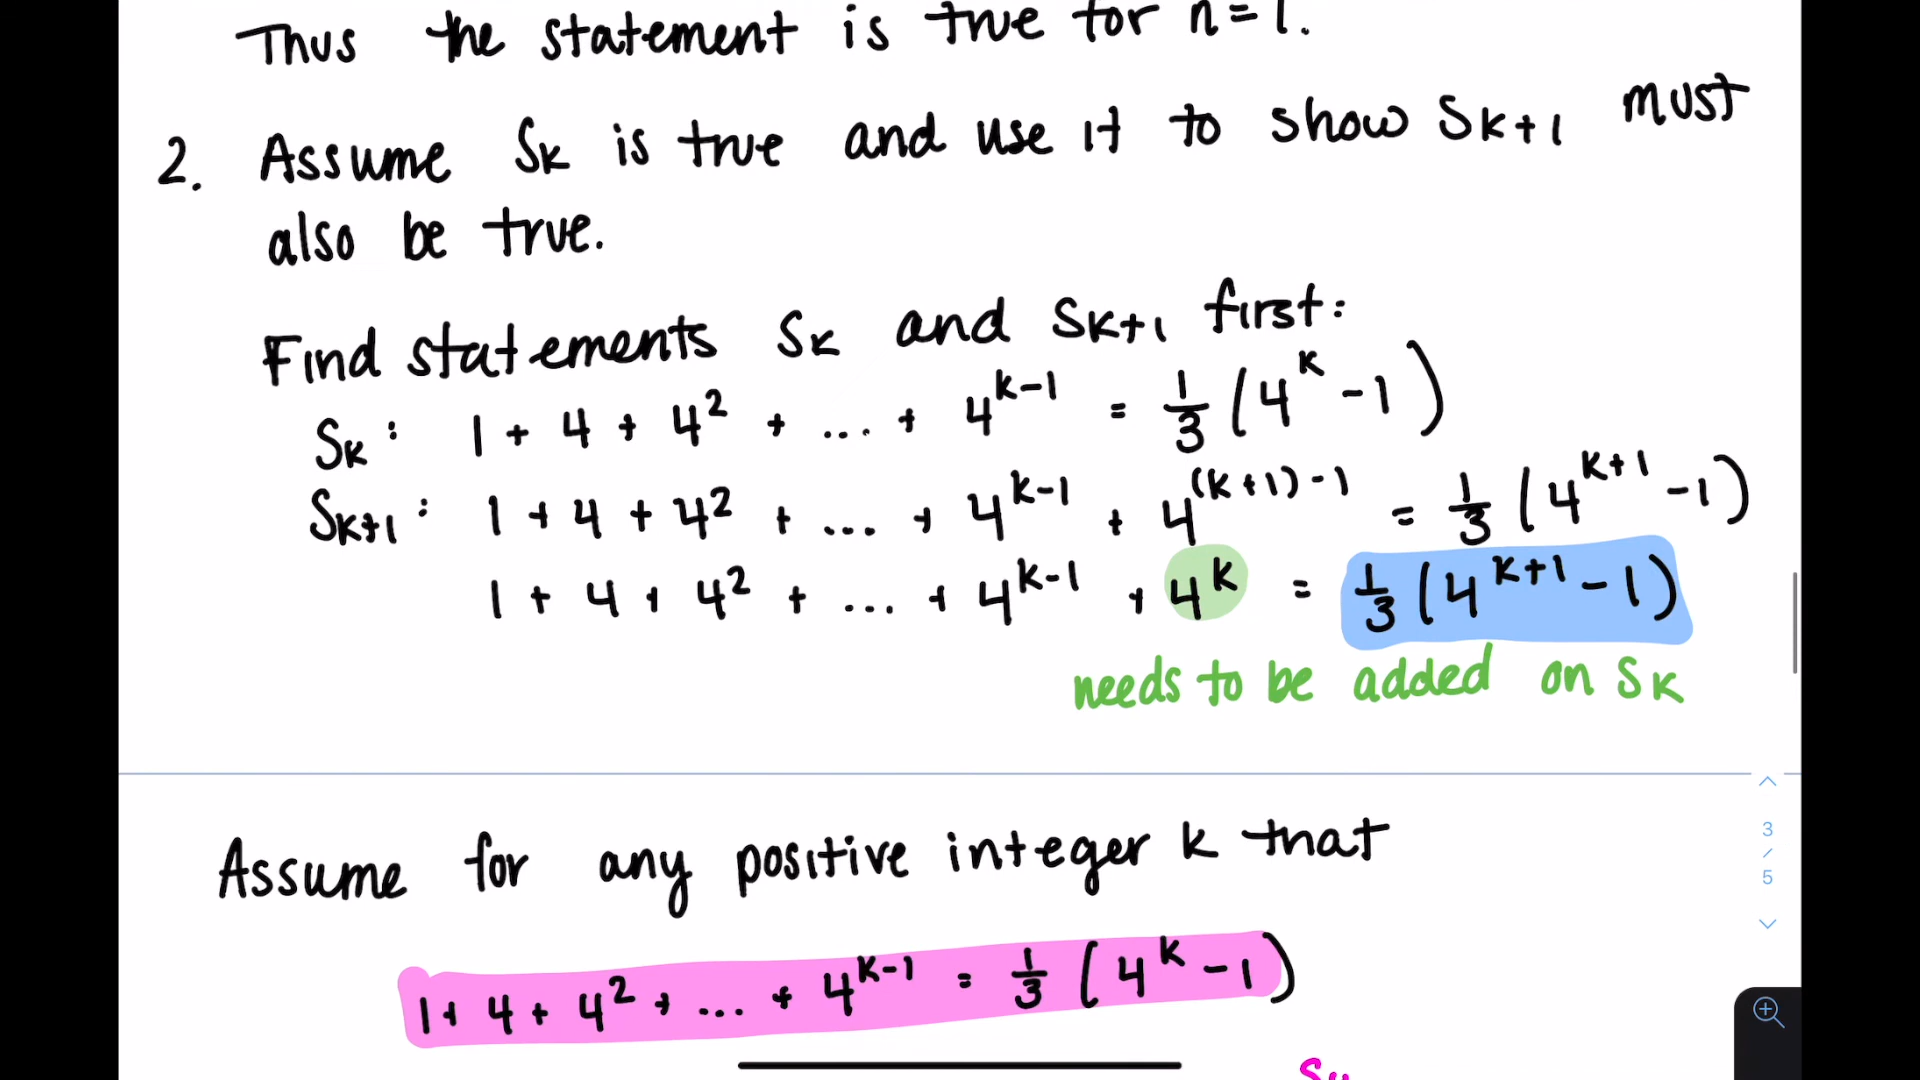 Thus the statement is true for n=1.
2. Assume Sₖ is true and use it to show Sₖ₊₁ must
also be true.
Find statements Sₖ and Sₖ₊₁ first:
Sₖ: 1 + 4 + 4² + ... + 4^(k-1) = 1/3 (4^k - 1)
Sₖ₊₁: 1 + 4 + 4² + ... + 4^(k-1) + 4^((k+1)-1) = 1/3 (4^(k+1) - 1)
1 + 4 + 4² + ... + 4^(k-1) + 4^k = 1/3 (4^(k+1) - 1)
needs to be added on Sₖ
3
/
5
Assume for any positive integer k that
1 + 4 + 4² + ... + 4^(k-1) = 1/3 (4^k - 1)